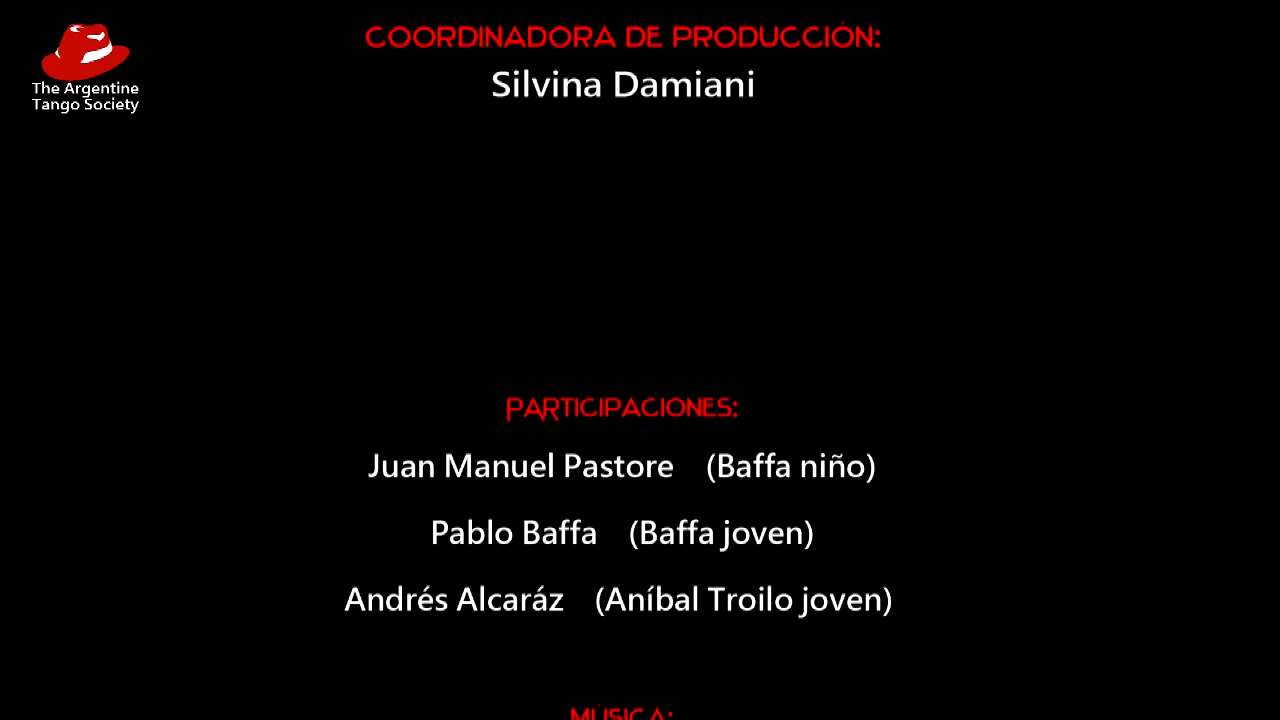 The Argentine
Tango Society
COORDINADORA DE PRODUCCIÓN:
Silvina Damiani
PARTICIPACIONES:
Juan Manuel Pastore (Baffa niño)
Pablo Baffa (Baffa joven)
Andrés Alcaráz (Aníbal Troilo joven)
MÚSICA: